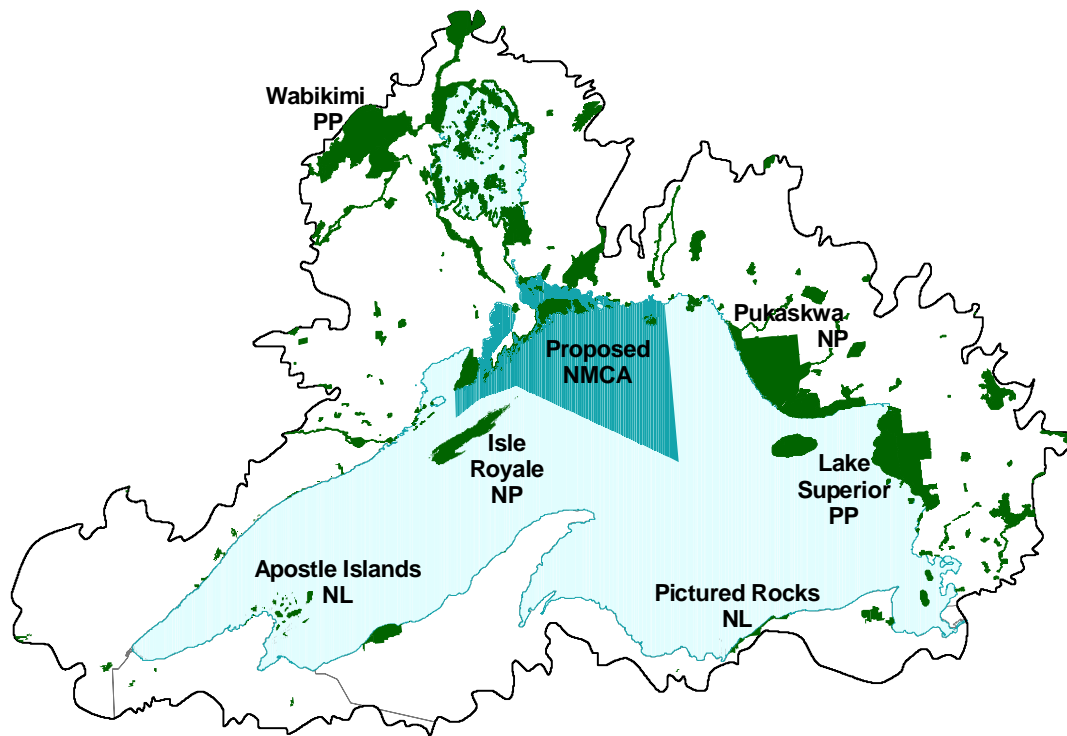 Wabikimi
PP
Pukaskwa
NP
Proposed
NMCA
Isle
Royale
NP
Lake
Superior
PP
Apostle Islands
NL
Pictured Rocks
NL